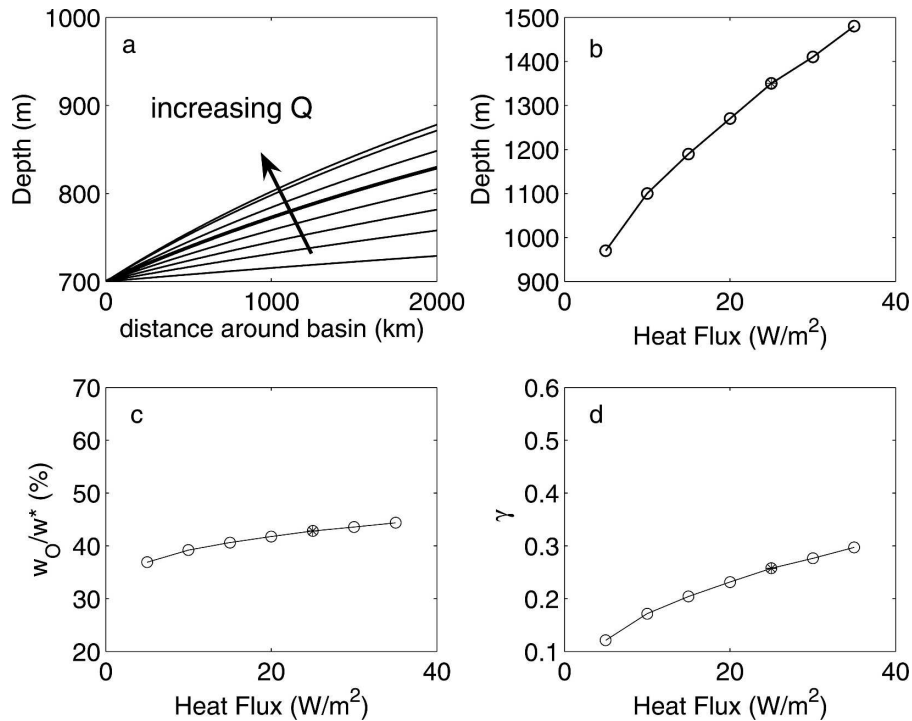 a
increasing Q
1000
900
800
700
Depth (m)
0
1000
2000
distance around basin (km)
b
1500
1400
1300
1200
1100
1000
900
Depth (m)
0
20
40
Heat Flux (W/m²)
c
70
60
50
40
30
20
w_O/w* (%)
0
20
40
Heat Flux (W/m²)
d
0.6
0.5
0.4
0.3
0.2
0.1
γ
0
20
40
Heat Flux (W/m²)